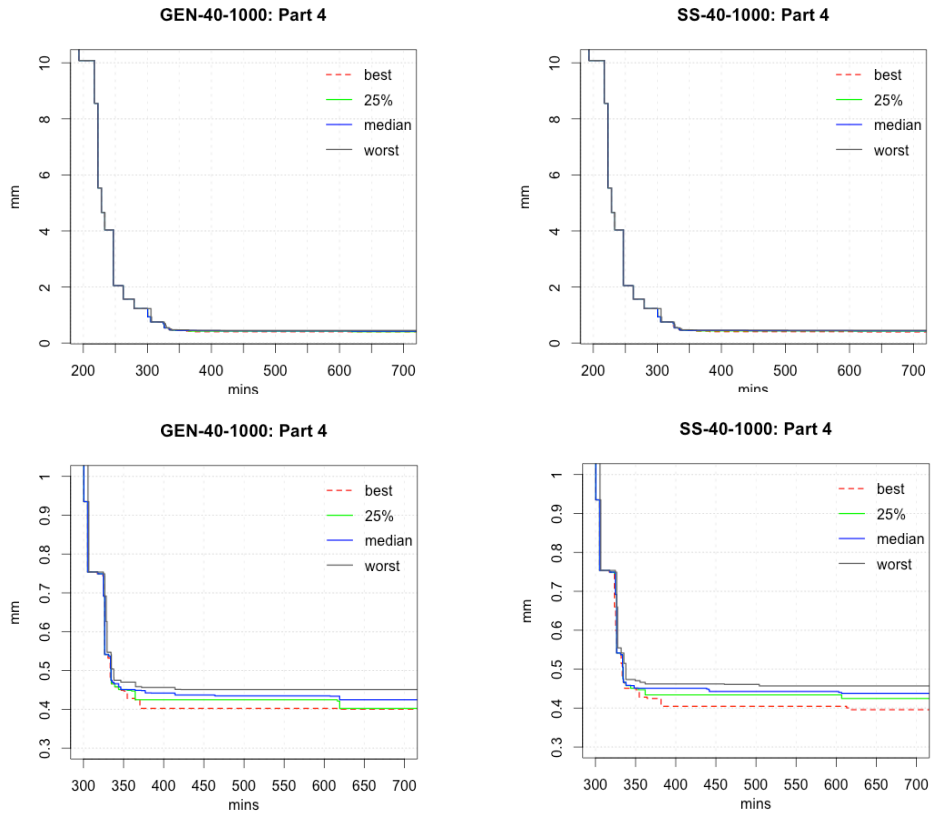 GEN-40-1000: Part 4
SS-40-1000: Part 4
10
8
6
4
2
0
mm
best
25%
median
worst
200 300 400 500 600 700
mins
10
8
6
4
2
0
mm
best
25%
median
worst
200 300 400 500 600 700
mins
GEN-40-1000: Part 4
SS-40-1000: Part 4
1
0.9
0.8
0.7
0.6
0.5
0.4
0.3
mm
best
25%
median
worst
300 350 400 450 500 550 600 650 700
mins
1
0.9
0.8
0.7
0.6
0.5
0.4
0.3
mm
best
25%
median
worst
300 350 400 450 500 550 600 650 700
mins